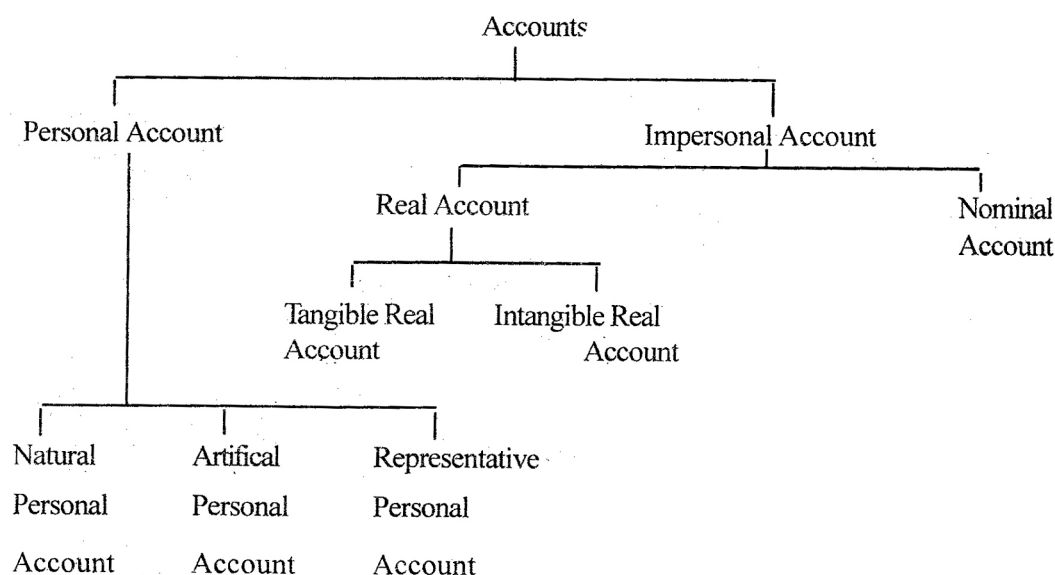 Accounts
Personal Account
Impersonal Account
Real Account
Nominal
Account
Tangible Real
Account
Intangible Real
Account
Natural
Personal
Account
Artifical
Personal
Account
Representative
Personal
Account